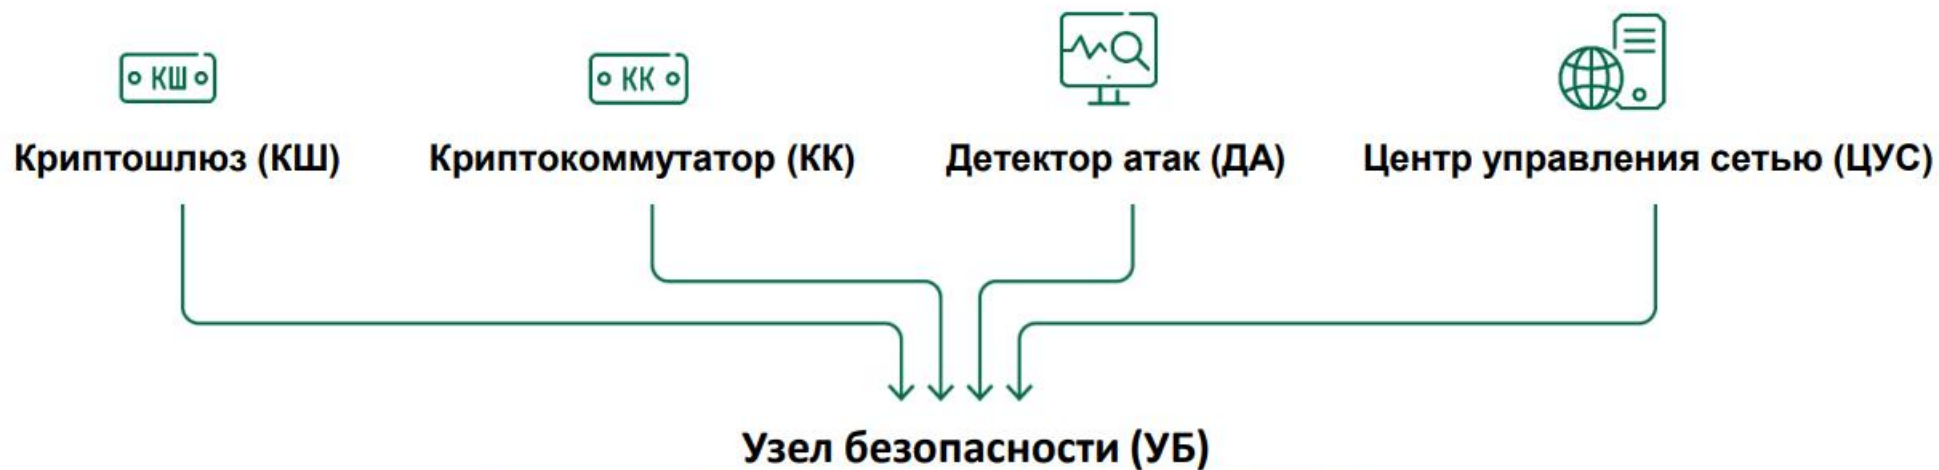 КШ
КК
Криптошлюз (КШ)
Криптокоммутатор (КК)
Детектор атак (ДА)
Центр управления сетью (ЦУС)
Узел безопасности (УБ)